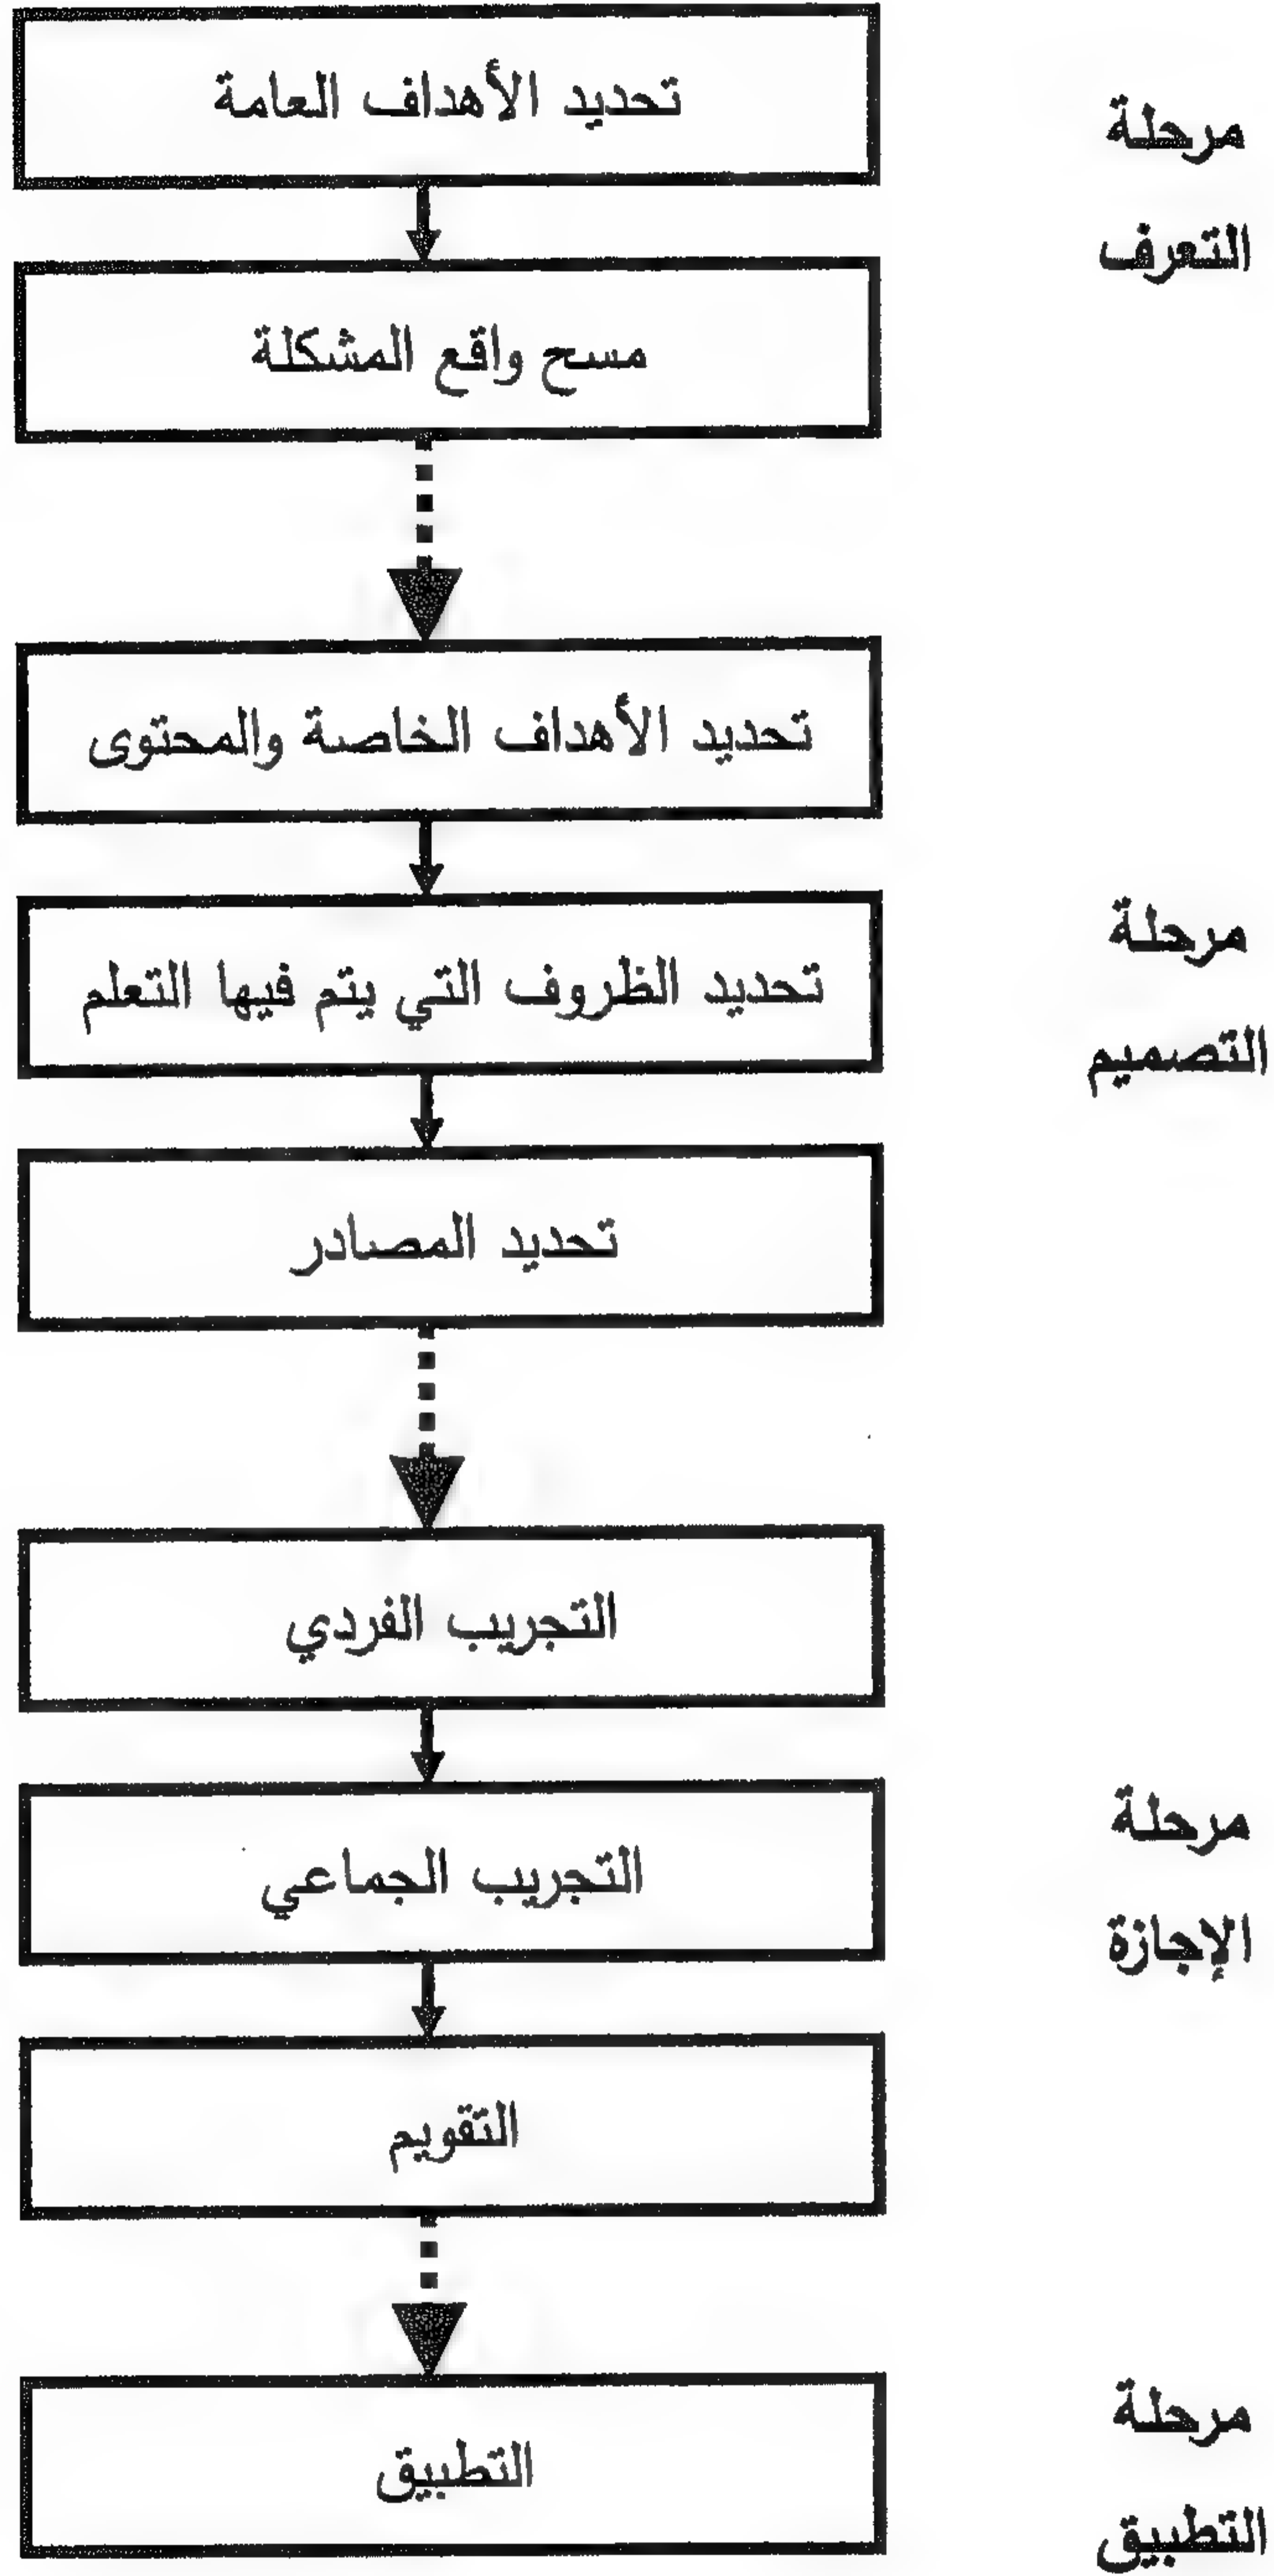 مرحلة
التعرف
تحديد الأهداف العامة
مسح واقع المشكلة
مرحلة
التصميم
تحديد الأهداف الخاصة والمحتوى
تحديد الظروف التي يتم فيها التعلم
تحديد المصادر
مرحلة
الإجازة
التجريب الفردي
التجريب الجماعي
التقويم
مرحلة
التطبيق
التطبيق